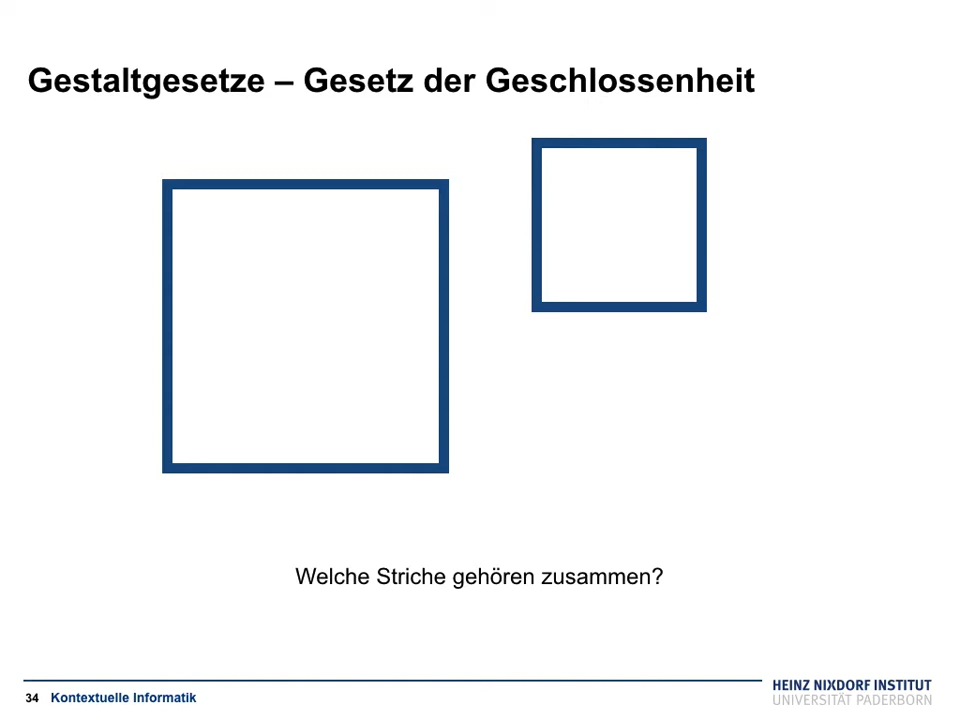 Gestaltgesetze – Gesetz der Geschlossenheit
Welche Striche gehören zusammen?
34 Kontextuelle Informatik
HEINZ NIXDORF INSTITUT
UNIVERSITÄT PADERBORN